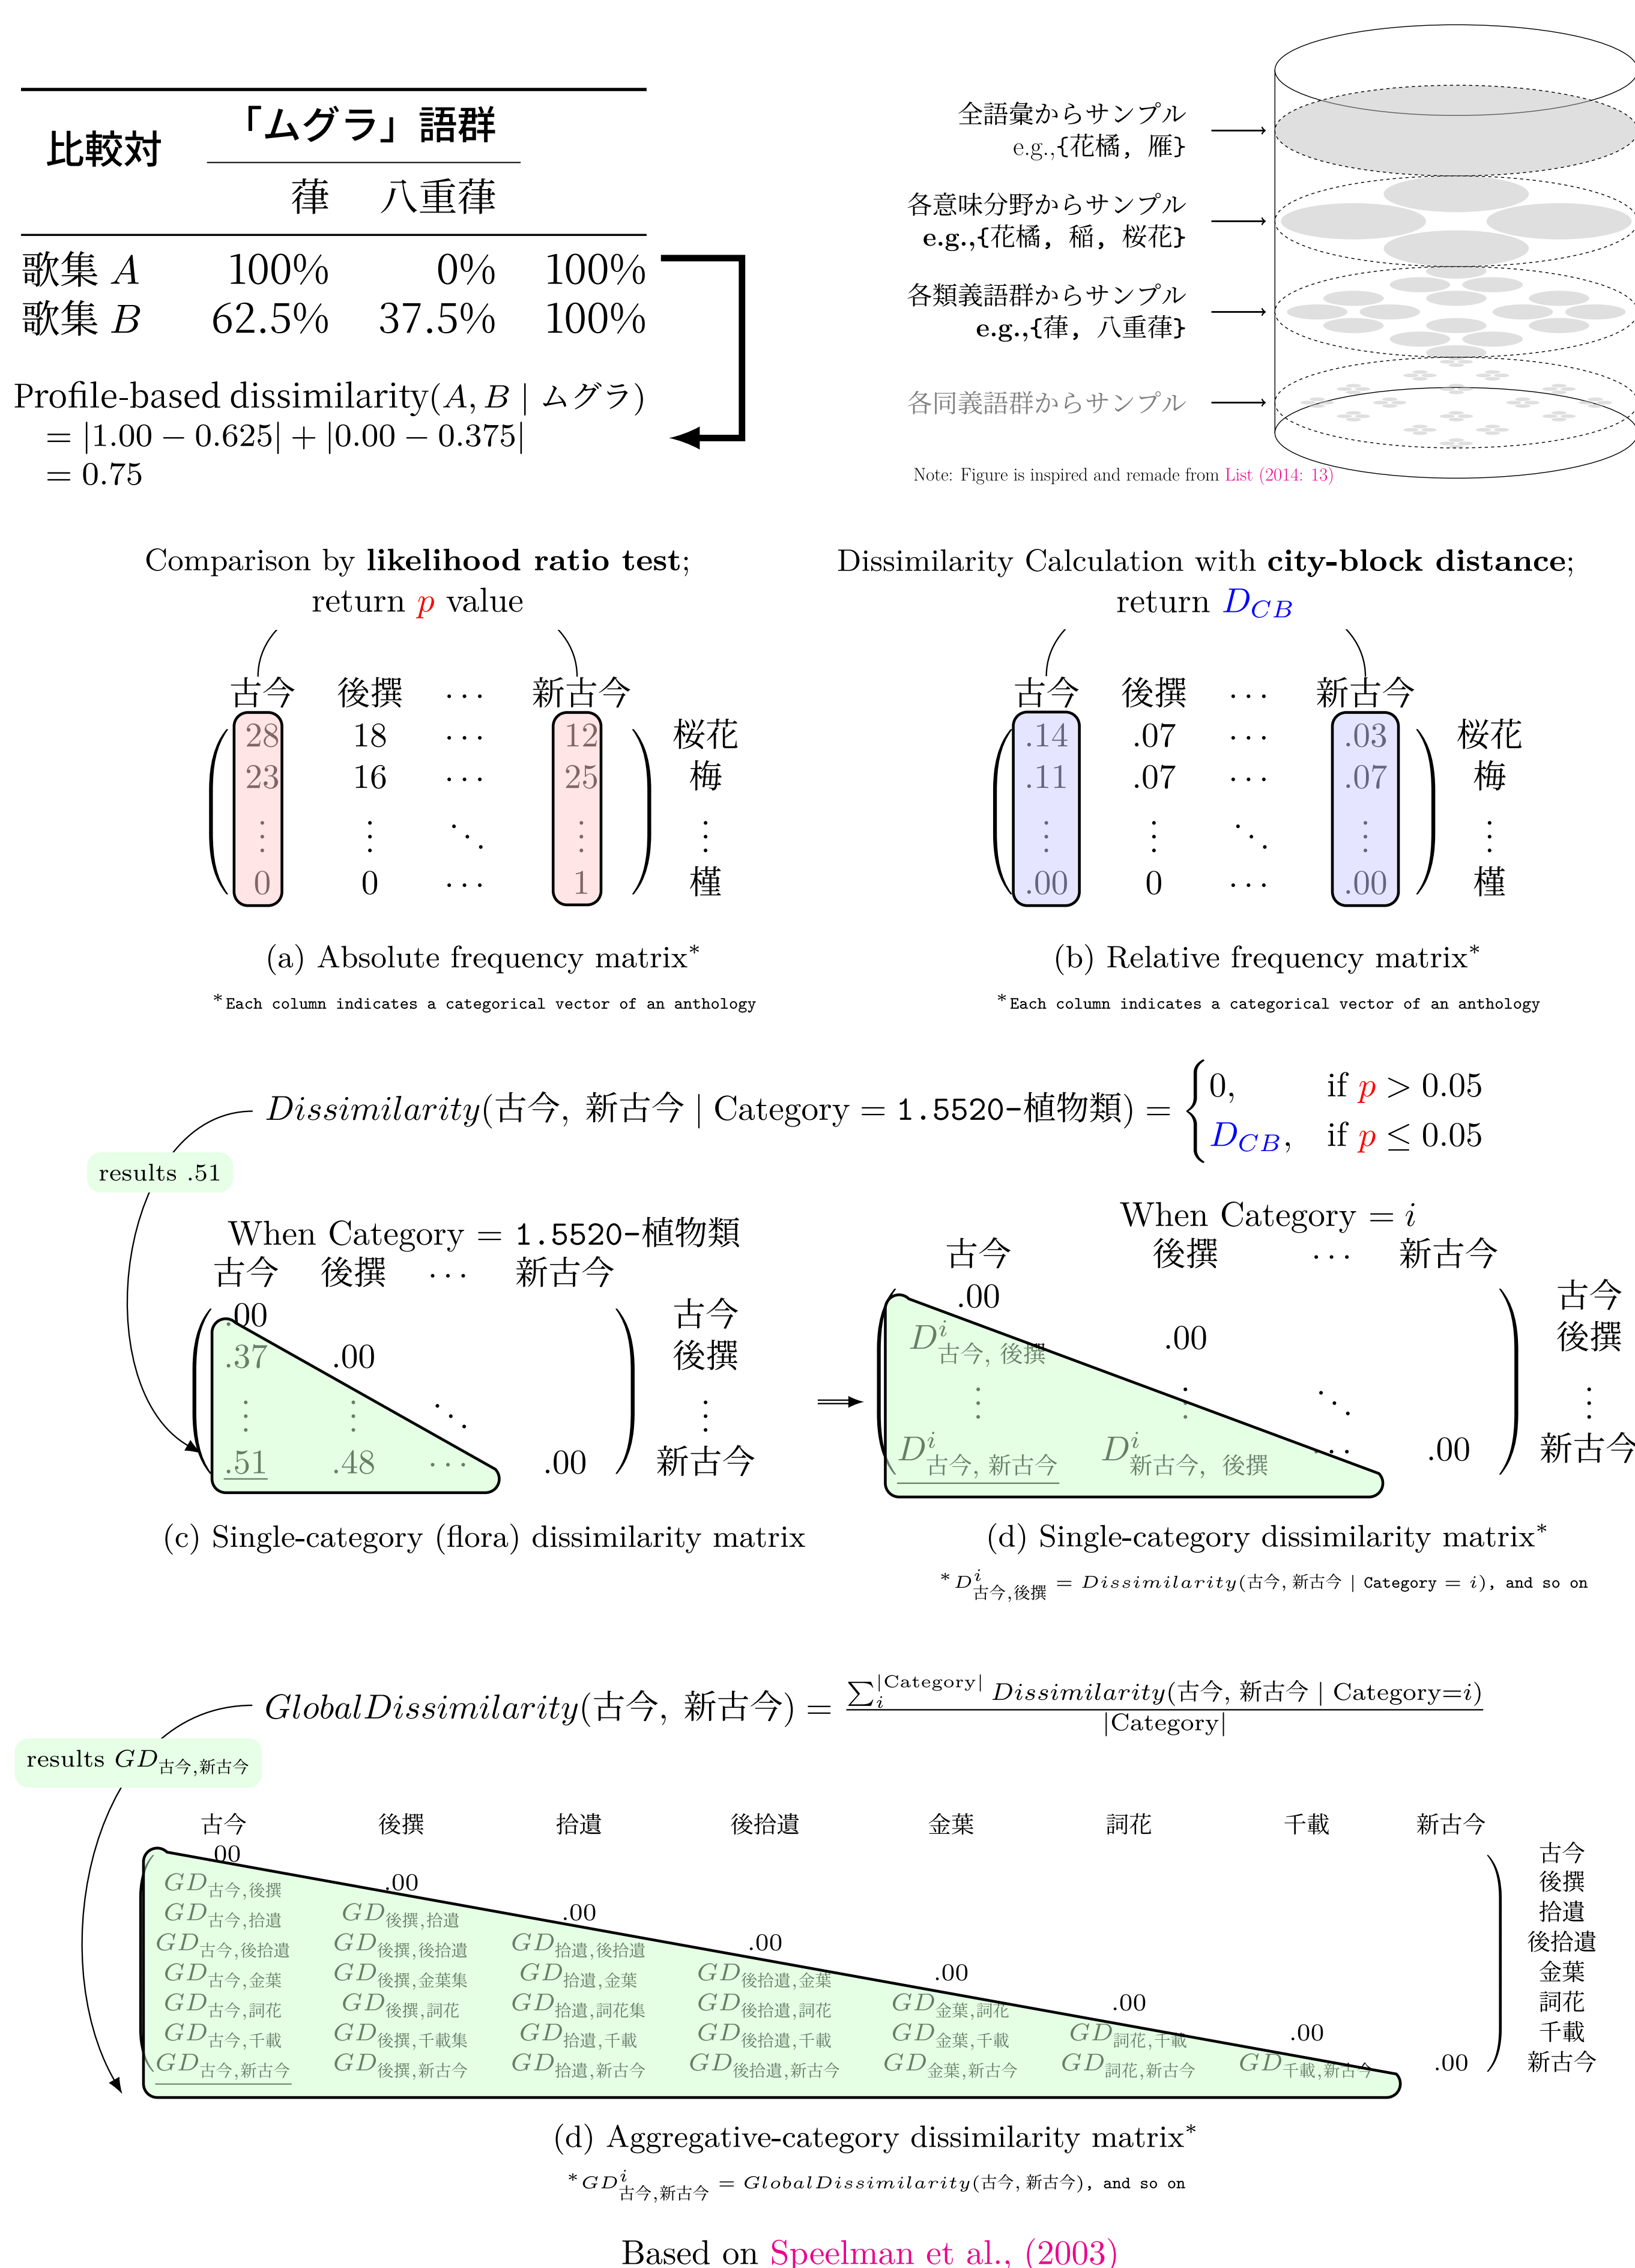 比較対
「ムグラ」語群
葎 八重葎
歌集 A 100% 0% 100%
歌集 B 62.5% 37.5% 100%
Profile-based dissimilarity(A, B | ムグラ)
= |1.00 − 0.625| + |0.00 − 0.375|
= 0.75
全語彙からサンプル
e.g.,{花橘, 雁}
各意味分野からサンプル
e.g.,{花橘, 稲, 桜花}
各類義語群からサンプル
e.g.,{葎, 八重葎}
各同義語群からサンプル
Note: Figure is inspired and remade from List (2014: 13)
Comparison by likelihood ratio test;
return p value
古今 後撰 ⋯ 新古今
28 18 ⋯ 12 桜花
23 16 ⋯ 25 梅
⋮ ⋮ ⋱ ⋮ ⋮
0 0 ⋯ 1 槿
(a) Absolute frequency matrix*
*Each column indicates a categorical vector of an anthology
Dissimilarity Calculation with city-block distance;
return D_CB
古今 後撰 ⋯ 新古今
.14 .07 ⋯ .03 桜花
.11 .07 ⋯ .07 梅
⋮ ⋮ ⋱ ⋮ ⋮
.00 0 ⋯ .00 槿
(b) Relative frequency matrix*
*Each column indicates a categorical vector of an anthology
Dissimilarity(古今, 新古今 | Category = 1.5520-植物類) = { 0, if p > 0.05
D_CB, if p ≤ 0.05
results .51
When Category = 1.5520-植物類
古今 後撰 ⋯ 新古今
.00 古今
.37 .00 後撰
⋮ ⋮ ⋱ ⋮
.51 .48 ⋯ .00 新古今
(c) Single-category (flora) dissimilarity matrix
⇒
When Category = i
古今 後撰 ⋯ 新古今
.00 古今
D^i_古今, 後撰 .00 後撰
⋮ ⋮ ⋱ ⋮
D^i_古今, 新古今 D^i_新古今, 後撰 ⋯ .00 新古今
(d) Single-category dissimilarity matrix*
*D^i_古今,後撰 = Dissimilarity(古今, 新古今 | Category = i), and so on
GlobalDissimilarity(古今, 新古今) = ∑_i^|Category| Dissimilarity(古今, 新古今 | Category=i)
|Category|
results GD_古今,新古今
古今 後撰 拾遺 後拾遺 金葉 詞花 千載 新古今
.00 古今
GD_古今,後撰 .00 後撰
GD_古今,拾遺 GD_後撰,拾遺 .00 拾遺
GD_古今,後拾遺 GD_後撰,後拾遺 GD_拾遺,後拾遺 .00 後拾遺
GD_古今,金葉 GD_後撰,金葉集 GD_拾遺,金葉 GD_後拾遺,金葉 .00 金葉
GD_古今,詞花 GD_後撰,詞花 GD_拾遺,詞花集 GD_後拾遺,詞花 GD_金葉,詞花 .00 詞花
GD_古今,千載 GD_後撰,千載集 GD_拾遺,千載 GD_後拾遺,千載 GD_金葉,千載 GD_詞花,千載 .00 千載
GD_古今,新古今 GD_後撰,新古今 GD_拾遺,新古今 GD_後拾遺,新古今 GD_金葉,新古今 GD_詞花,新古今 GD_千載,新古今 .00 新古今
(d) Aggregative-category dissimilarity matrix*
*GD^i_古今,新古今 = GlobalDissimilarity(古今, 新古今), and so on
Based on Speelman et al., (2003)